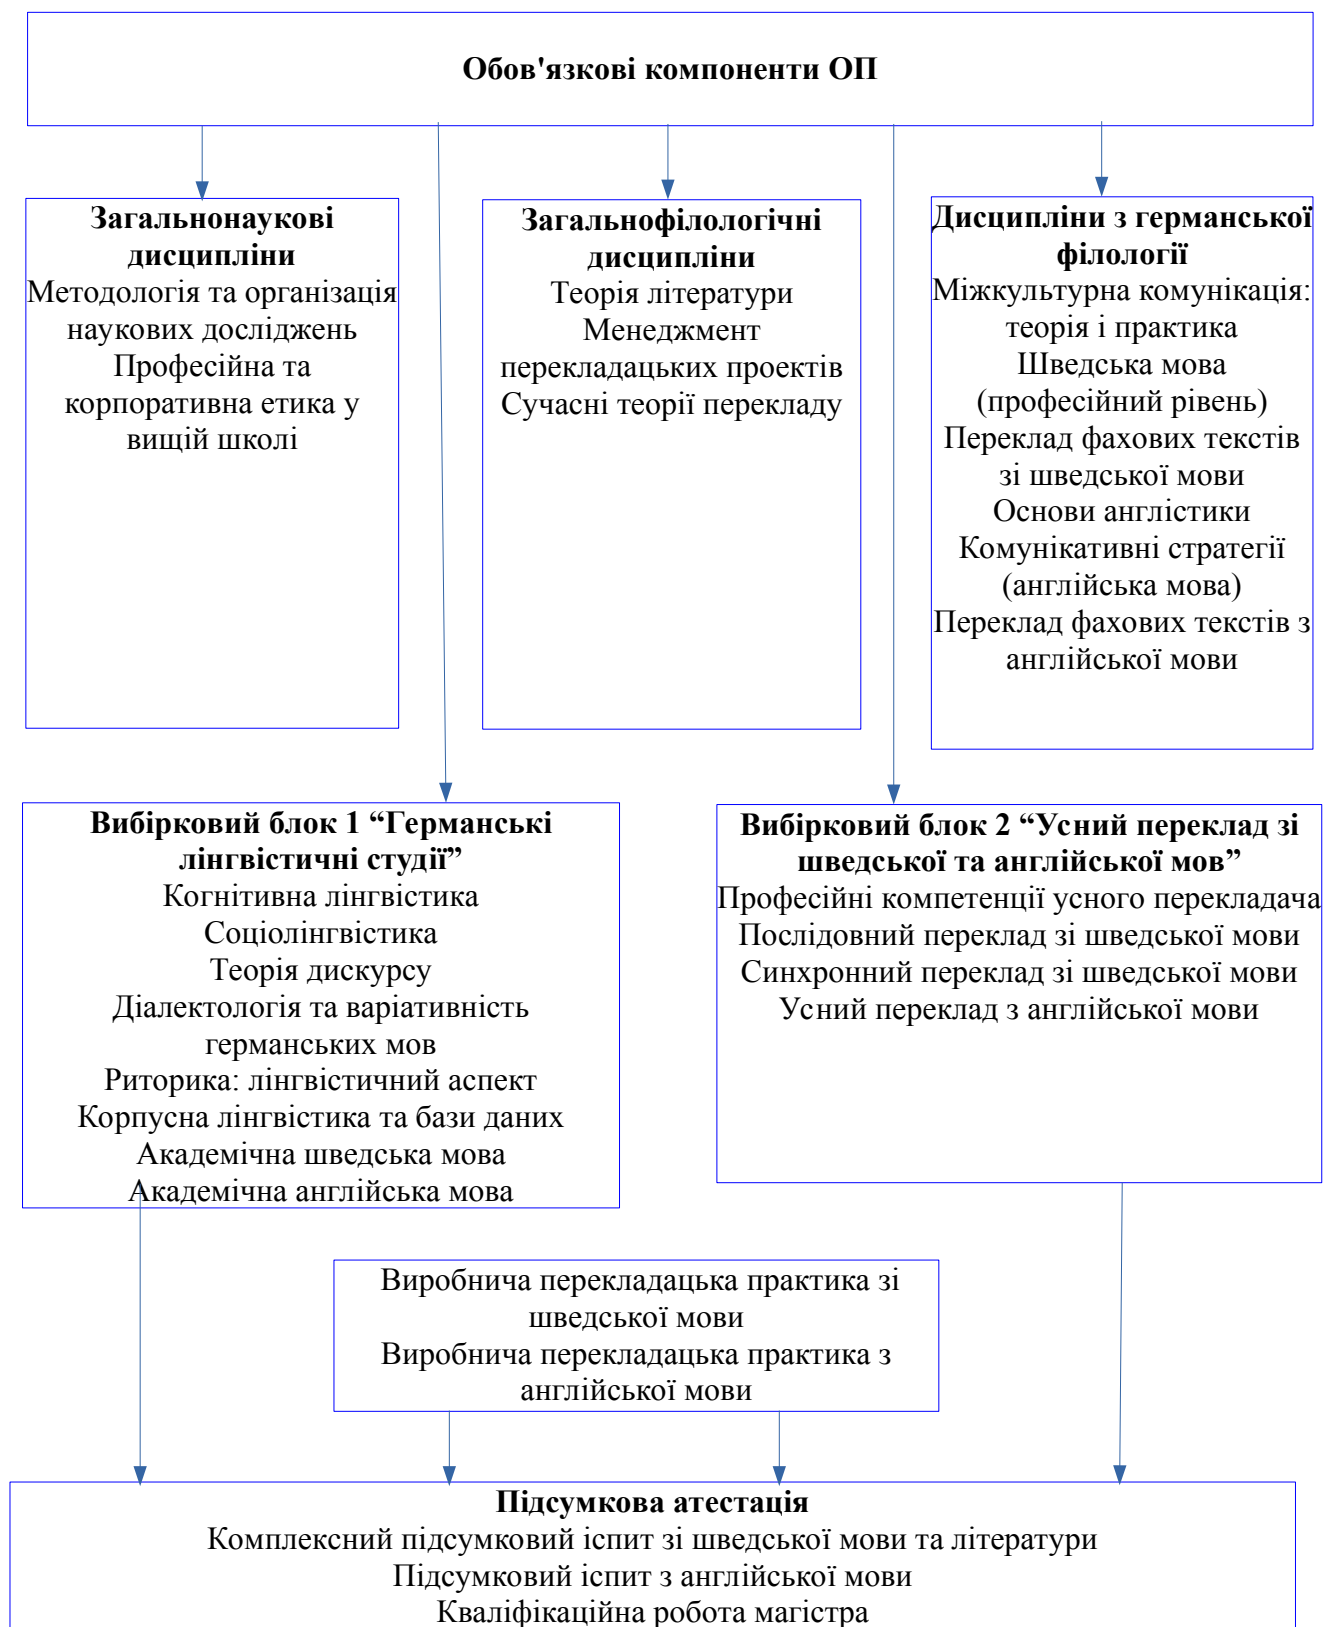 Обов'язкові компоненти ОП
Загальнонаукові
дисципліни
Методологія та організація
наукових досліджень
Професійна та
корпоративна етика у
вищій школі
Загальнофілологічні
дисципліни
Теорія літератури
Менеджмент
перекладацьких проектів
Сучасні теорії перекладу
Дисципліни з германської
філології
Міжкультурна комунікація:
теорія і практика
Шведська мова
(професійний рівень)
Переклад фахових текстів
зі шведської мови
Основи англістики
Комунікативні стратегії
(англійська мова)
Переклад фахових текстів з
англійської мови
Вибірковий блок 1 “Германські
лінгвістичні студії”
Когнітивна лінгвістика
Соціолінгвістика
Теорія дискурсу
Діалектологія та варіативність
германських мов
Риторика: лінгвістичний аспект
Корпусна лінгвістика та бази даних
Академічна шведська мова
Академічна англійська мова
Вибірковий блок 2 “Усний переклад зі
шведської та англійської мов”
Професійні компетенції усного перекладача
Послідовний переклад зі шведської мови
Синхронний переклад зі шведської мови
Усний переклад з англійської мови
Виробнича перекладацька практика зі
шведської мови
Виробнича перекладацька практика з
англійської мови
Підсумкова атестація
Комплексний підсумковий іспит зі шведської мови та літератури
Підсумковий іспит з англійської мови
Кваліфікаційна робота магістра